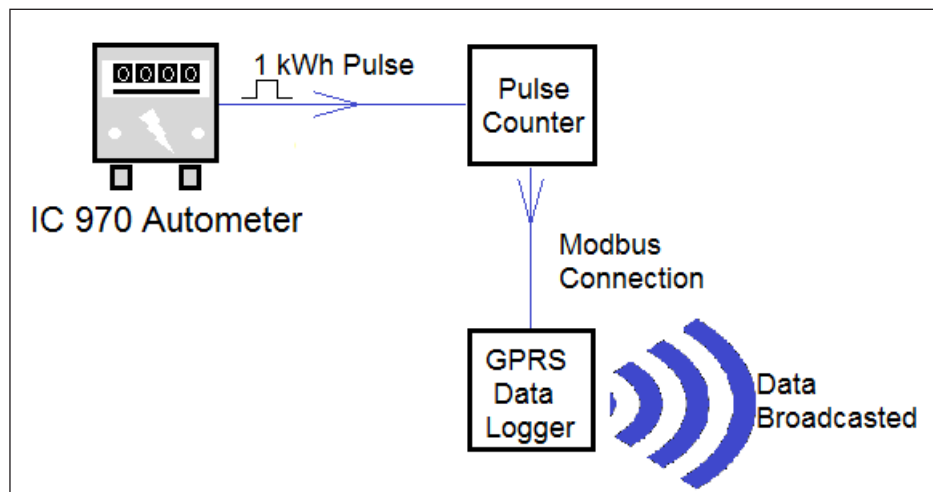 0000
1 kWh Pulse
Pulse
Counter
IC 970 Autometer
Modbus
Connection
GPRS
Data
Logger
Data
Broadcasted